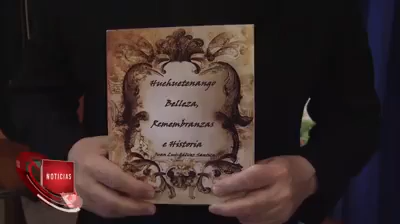 Huehuetenango
Belleza,
Remembranzas
e Historia
NOTICIAS